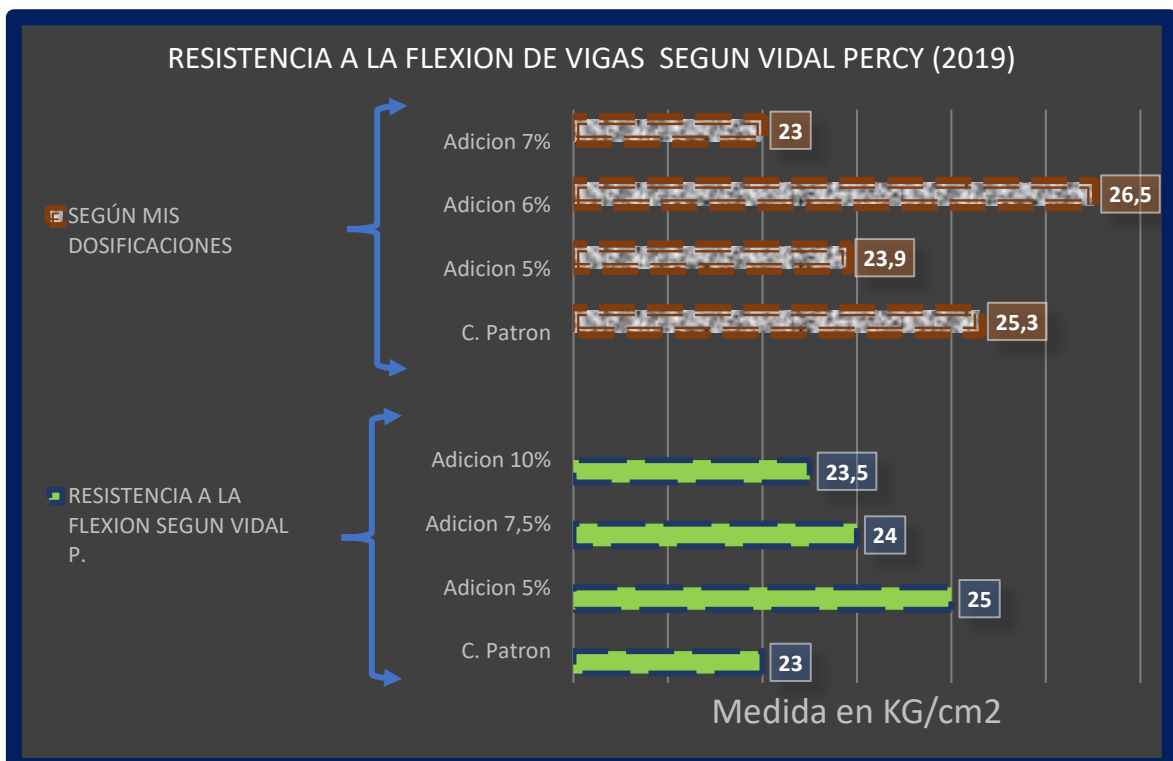 RESISTENCIA A LA FLEXION DE VIGAS SEGUN VIDAL PERCY (2019)
SEGÚN MIS
DOSIFICACIONES
Adicion 7%
23
Adicion 6%
26,5
Adicion 5%
23,9
C. Patron
25,3
RESISTENCIA A LA
FLEXION SEGUN VIDAL
P.
Adicion 10%
23,5
Adicion 7,5%
24
Adicion 5%
25
C. Patron
23
Medida en KG/cm2